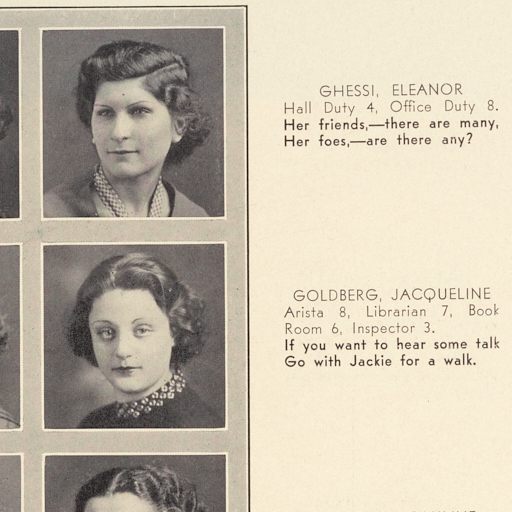 GHESSI, ELEANOR
Hall Duty 4, Office Duty 8.
Her friends,—there are many,
Her foes,—are there any?
GOLDBERG, JACQUELINE
Arista 8, Librarian 7, Book
Room 6, Inspector 3.
If you want to hear some talk
Go with Jackie for a walk.